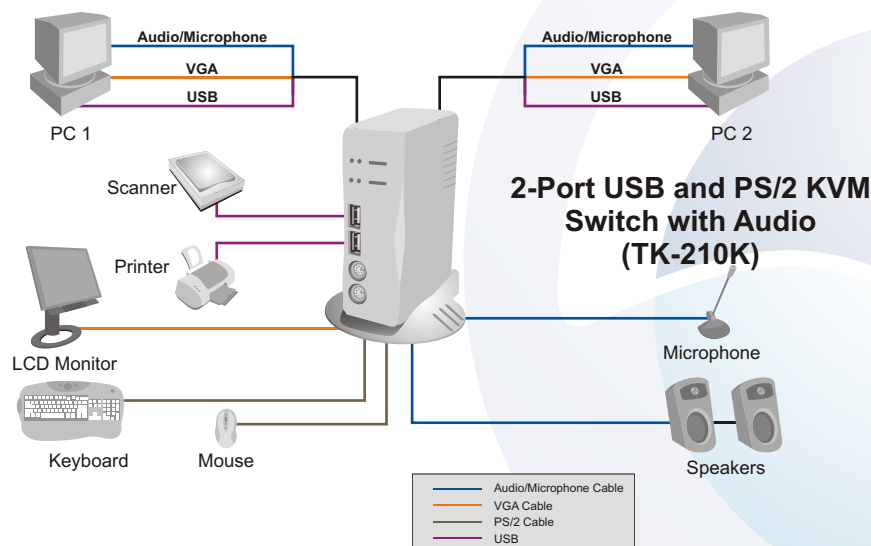 Audio/Microphone
VGA
USB
PC 1
Audio/Microphone
VGA
USB
PC 2
2-Port USB and PS/2 KVM
Switch with Audio
(TK-210K)
Scanner
Printer
LCD Monitor
Keyboard
Mouse
Microphone
Speakers
Audio/Microphone Cable
VGA Cable
PS/2 Cable
USB